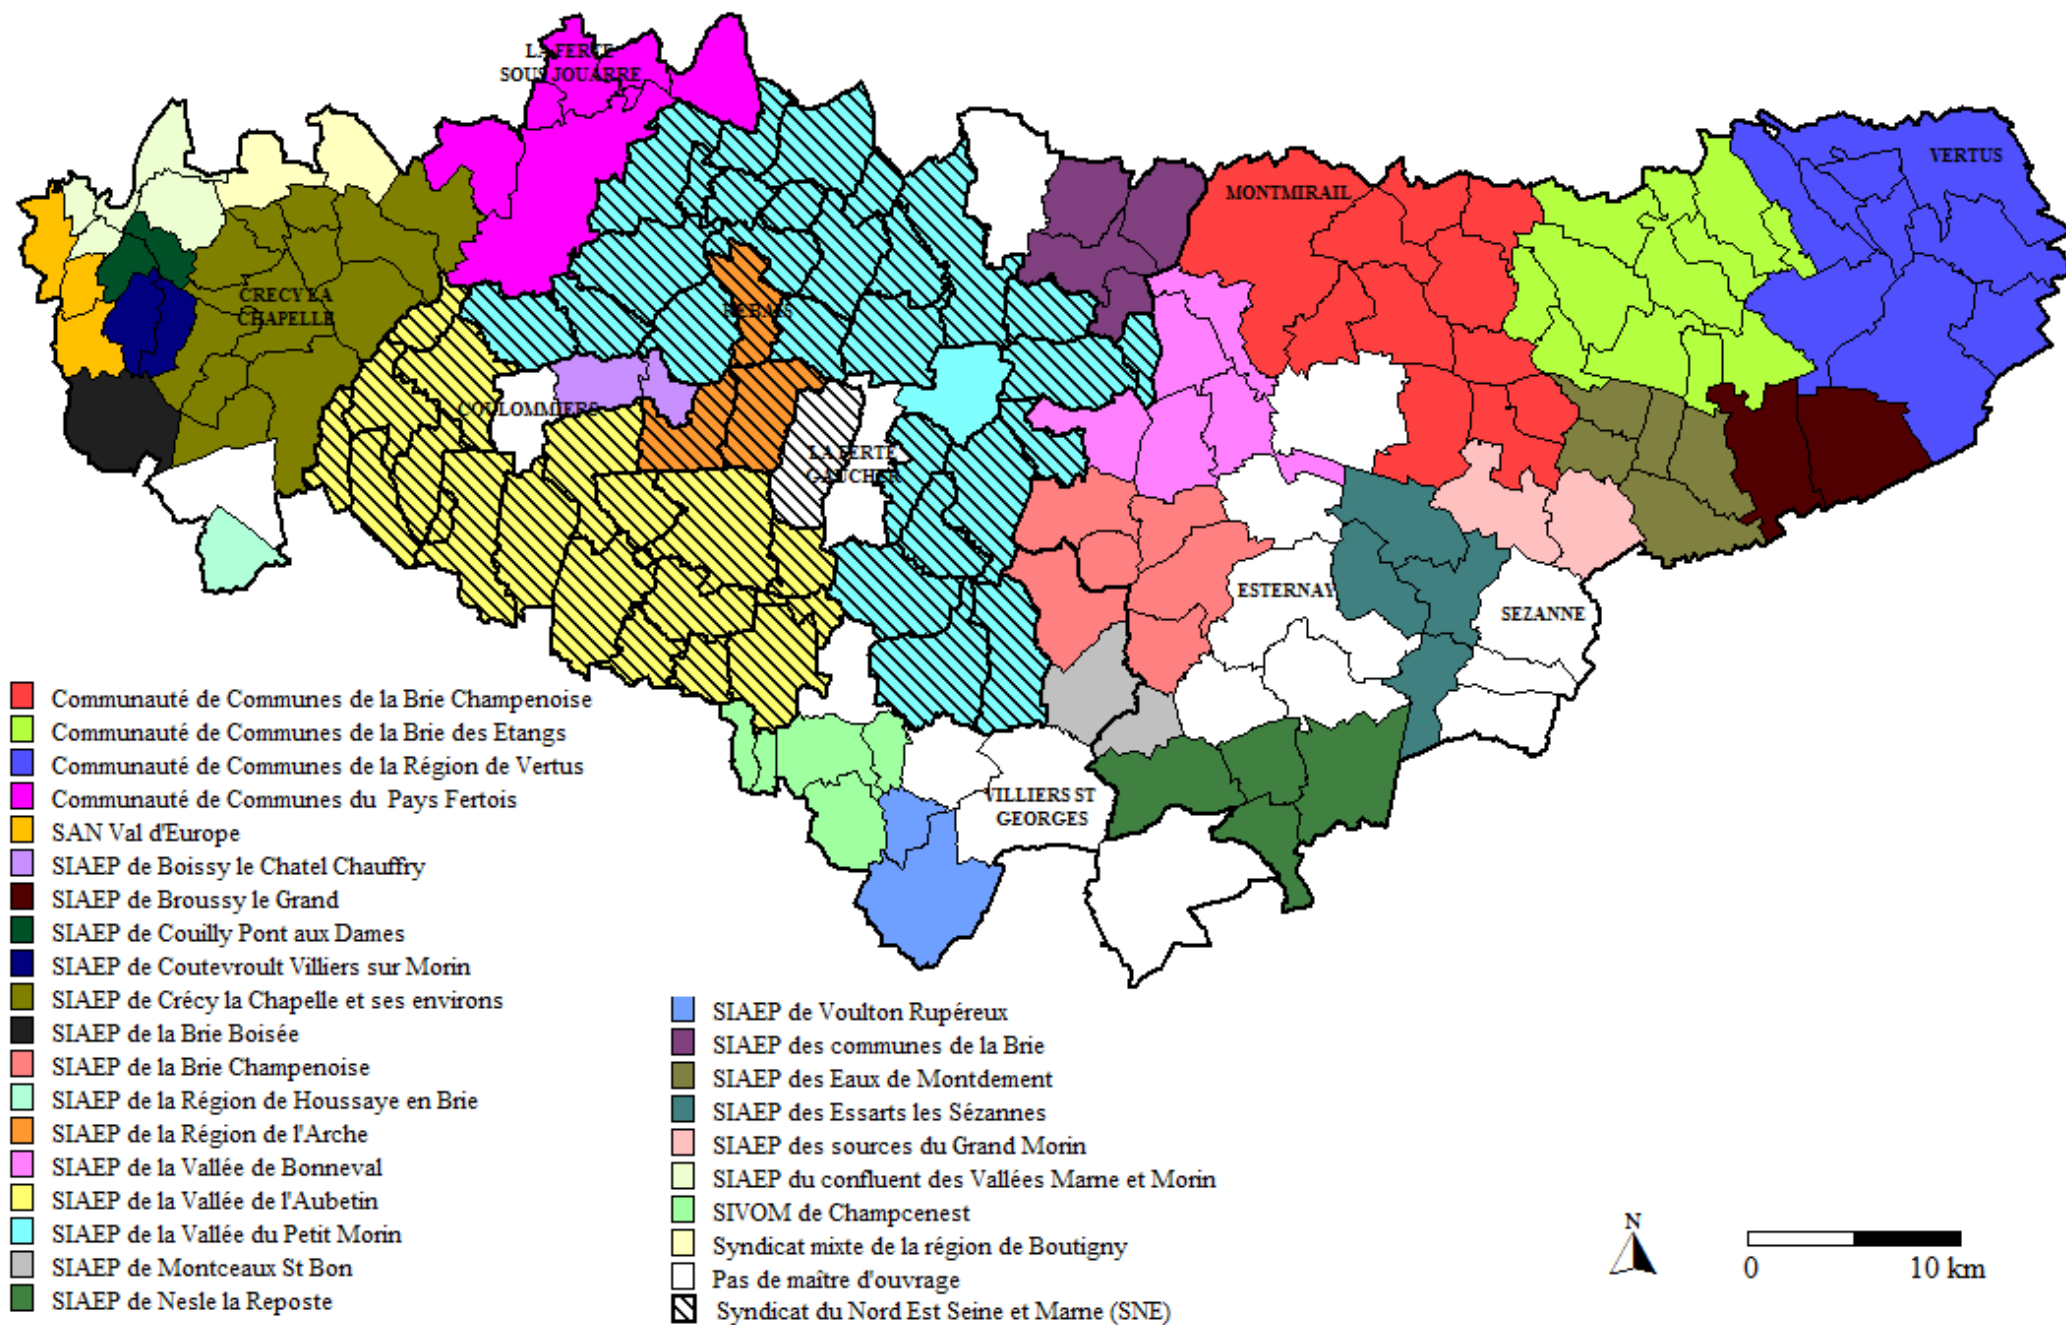 LA FERTE
SOUS JOUARRE
VERTUS
MONTMIRAIL
CRECY LA
CHAPELLE
REBAIS
COULOMMIERS
LA FERTE
GAUCHER
ESTERNAY
SEZANNE
VILLIERS ST
GEORGES
Communauté de Communes de la Brie Champenoise
Communauté de Communes de la Brie des Etangs
Communauté de Communes de la Région de Vertus
Communauté de Communes du Pays Fertois
SAN Val d'Europe
SIAEP de Boissy le Chatel Chauffry
SIAEP de Broussy le Grand
SIAEP de Couilly Pont aux Dames
SIAEP de Coutevroult Villiers sur Morin
SIAEP de Crécy la Chapelle et ses environs
SIAEP de la Brie Boisée
SIAEP de la Brie Champenoise
SIAEP de la Région de Houssaye en Brie
SIAEP de la Région de l'Arche
SIAEP de la Vallée de Bonneval
SIAEP de la Vallée de l'Aubetin
SIAEP de la Vallée du Petit Morin
SIAEP de Montceaux St Bon
SIAEP de Nesle la Reposte
SIAEP de Voulton Rupéreux
SIAEP des communes de la Brie
SIAEP des Eaux de Montdement
SIAEP des Essarts les Sézannes
SIAEP des sources du Grand Morin
SIAEP du confluent des Vallées Marne et Morin
SIVOM de Champcenest
Syndicat mixte de la région de Boutigny
Pas de maître d'ouvrage
Syndicat du Nord Est Seine et Marne (SNE)
N
0 10 km